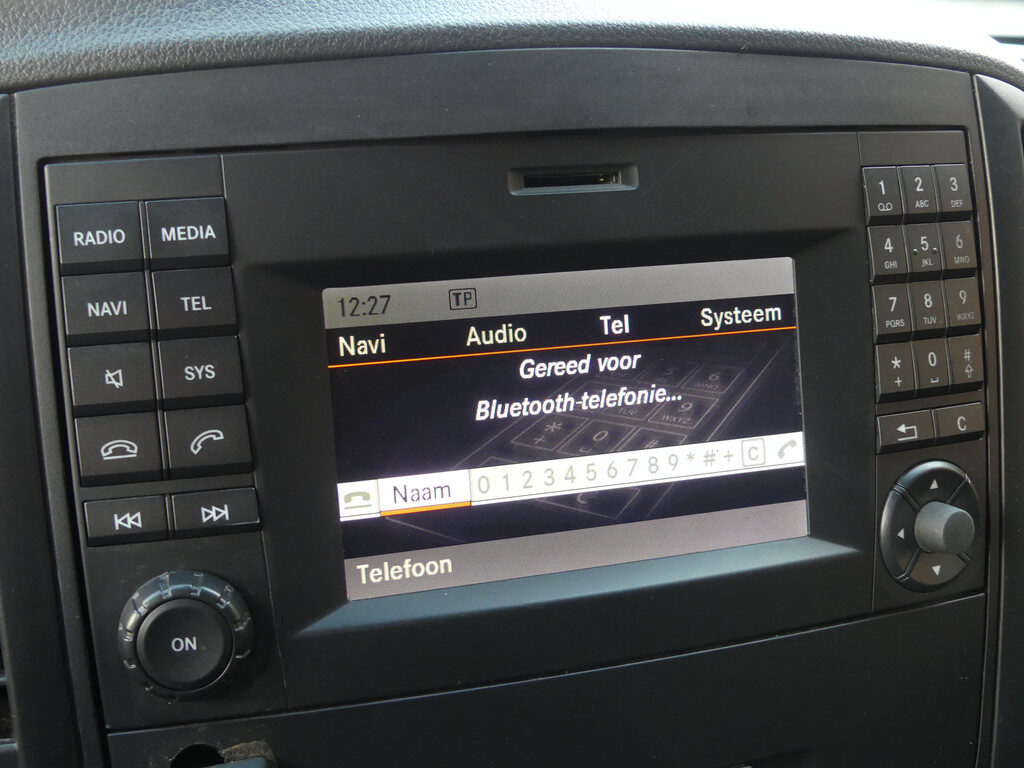 RADIO MEDIA
NAVI TEL
SYS
ON
12:27 TP
Navi Audio Tel Systeem
Gereed voor
Bluetooth-telefonie...
Naam 0 1 2 3 4 5 6 7 8 9 * # + C
Telefoon
1 2 3
ABC DEF
4 5 6
GHI JKL MNO
7 8 9
PQRS TUV WXYZ
* 0 #
+
C